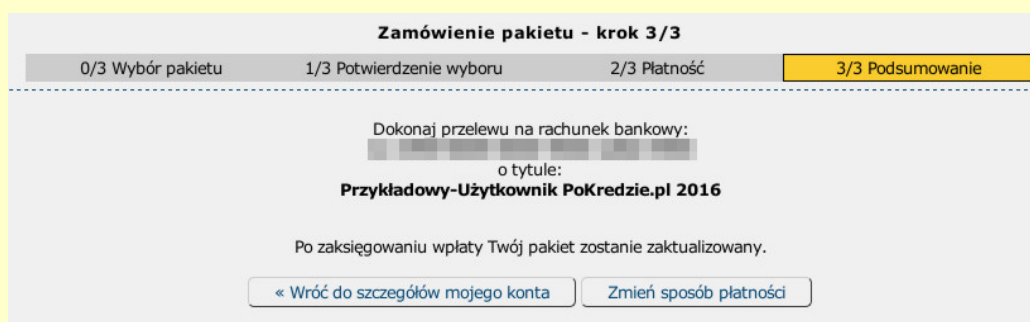 Zamówienie pakietu - krok 3/3
0/3 Wybór pakietu 1/3 Potwierdzenie wyboru 2/3 Płatność 3/3 Podsumowanie
Dokonaj przelewu na rachunek bankowy:
o tytule:
Przykładowy-Użytkownik PoKredzie.pl 2016
Po zaksięgowaniu wpłaty Twój pakiet zostanie zaktualizowany.
« Wróć do szczegółów mojego konta Zmień sposób płatności